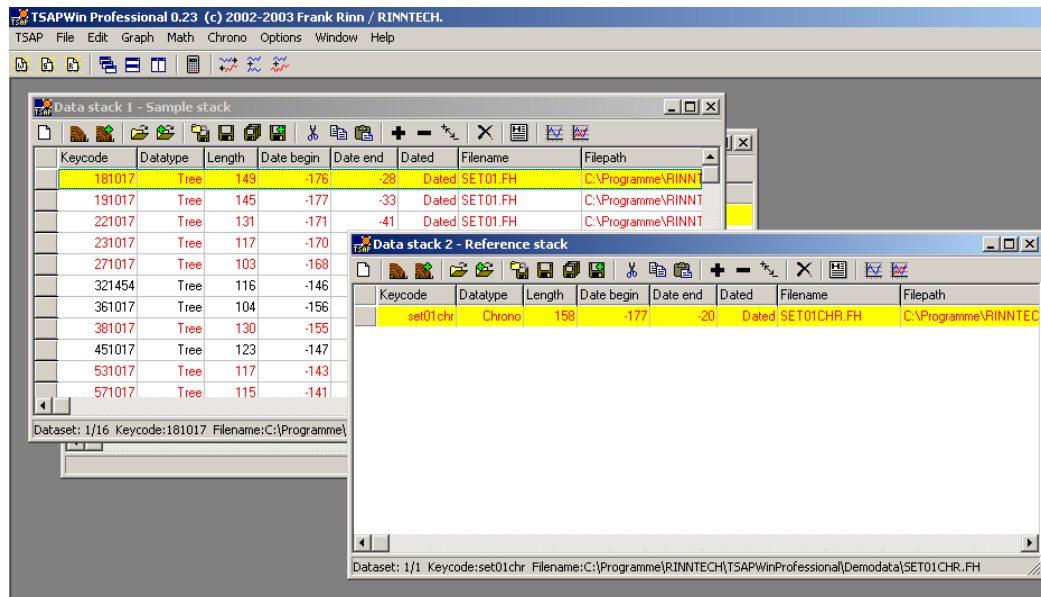 TSAPWin Professional 0.23 (c) 2002-2003 Frank Rinn / RINNTECH.
TSAP File Edit Graph Math Chrono Options Window Help
Data stack 1 - Sample stack
Keycode Datatype Length Date begin Date end Dated Filename Filepath
181017 Tree 149 -176 -28 Dated SET01.FH C:\Programme\RINNT
191017 Tree 145 -177 -33 Dated SET01.FH C:\Programme\RINNT
221017 Tree 131 -171 -41 Dated SET01.FH C:\Programme\RINNT
231017 Tree 117 -170
271017 Tree 103 -168
321454 Tree 116 -146
361017 Tree 104 -156
381017 Tree 130 -155
451017 Tree 123 -147
531017 Tree 117 -143
571017 Tree 115 -141
Dataset: 1/16 Keycode:181017 Filename:C:\Programme\
Data stack 2 - Reference stack
Keycode Datatype Length Date begin Date end Dated Filename Filepath
set01chr Chrono 158 -177 -20 Dated SET01CHR.FH C:\Programme\RINNTEC
Dataset: 1/1 Keycode:set01chr Filename:C:\Programme\RINNTECH\TSAPWinProfessional\Demodata\SET01CHR.FH